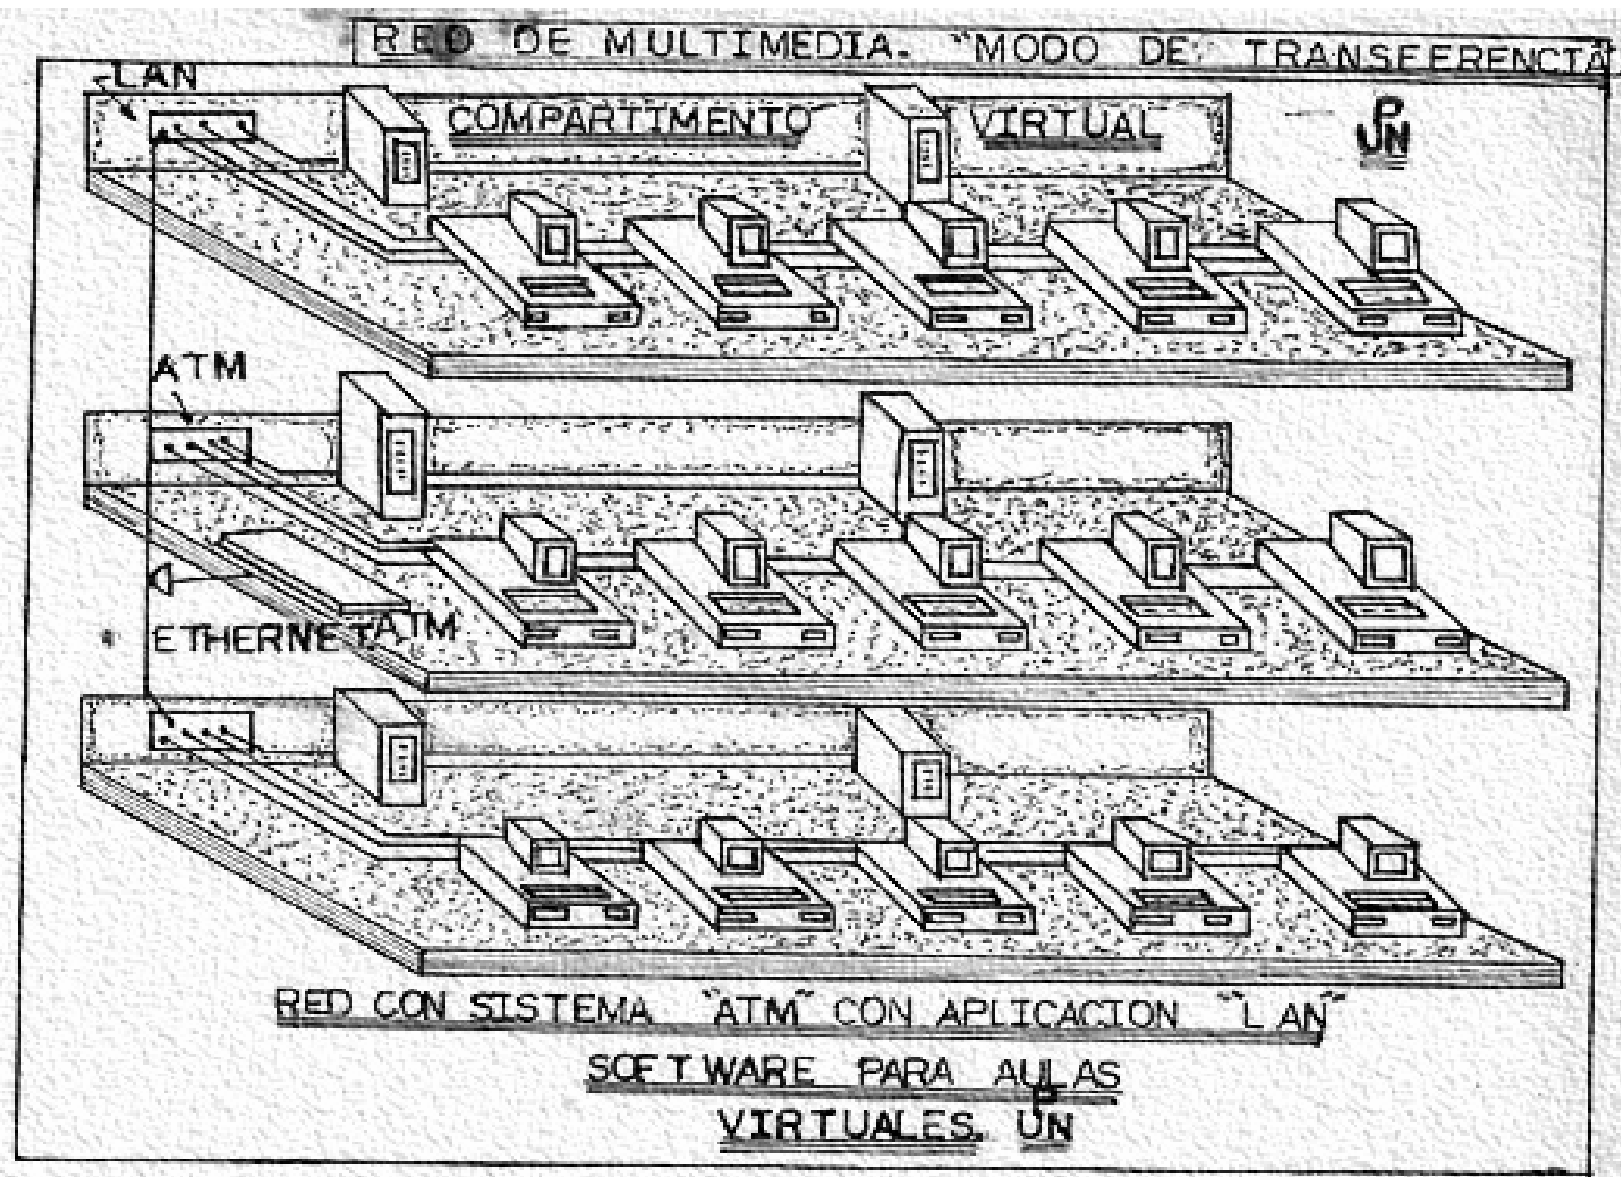 RED DE MULTIMEDIA. "MODO DE TRANSFERENCIA
LAN
COMPARTIMENTO VIRTUAL
P
UN
ATM
ETHERNET ATM
RED CON SISTEMA "ATM" CON APLICACION "LAN"
SOFTWARE PARA AULAS
VIRTUALES. UPN